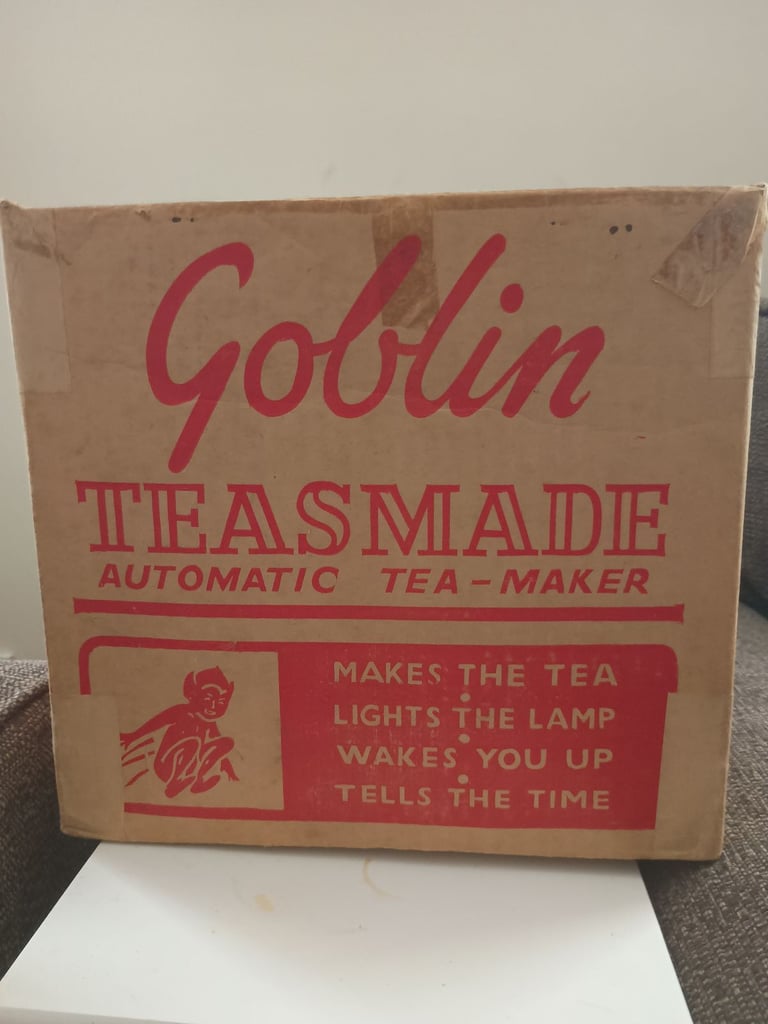 Goblin
TEASMADE
AUTOMATIC TEA-MAKER
MAKES THE TEA
LIGHTS THE LAMP
WAKES YOU UP
TELLS THE TIME